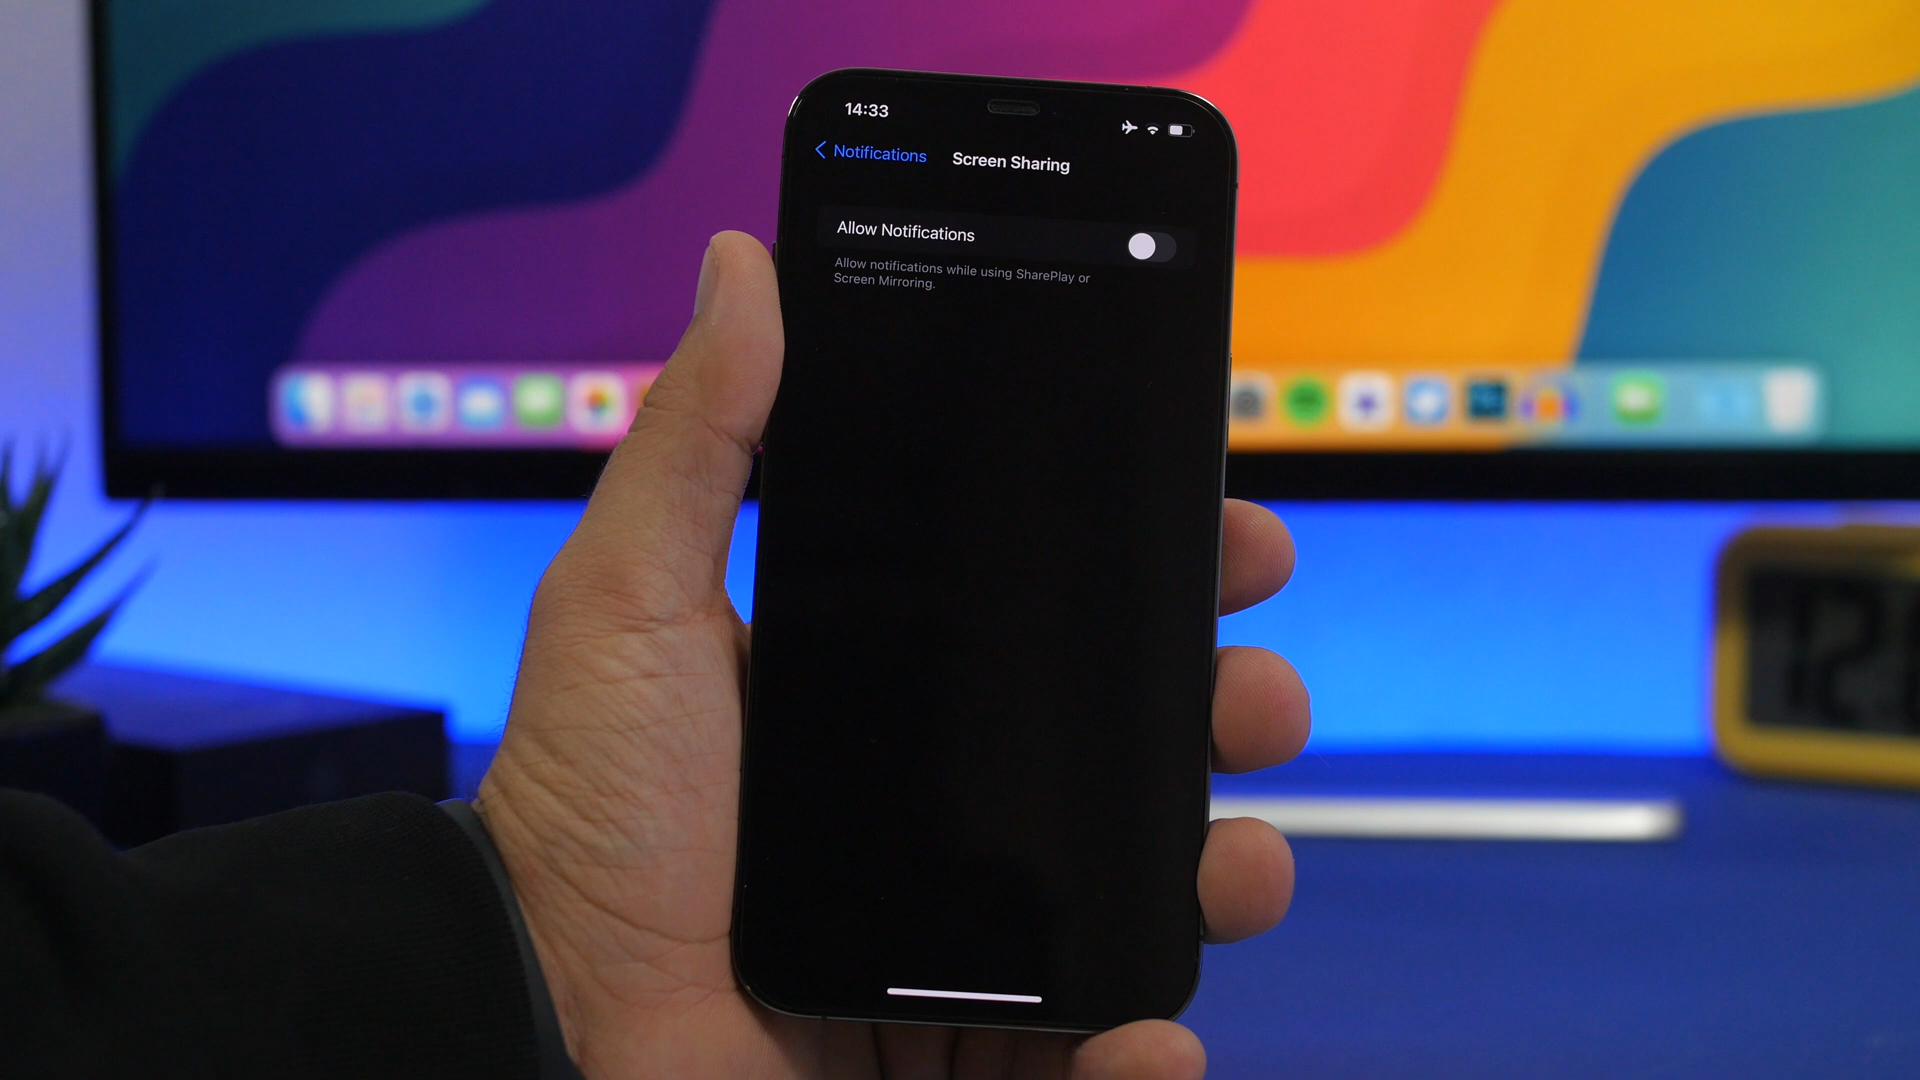 14:33
Notifications
Screen Sharing
Allow Notifications
Allow notifications while using SharePlay or
Screen Mirroring.